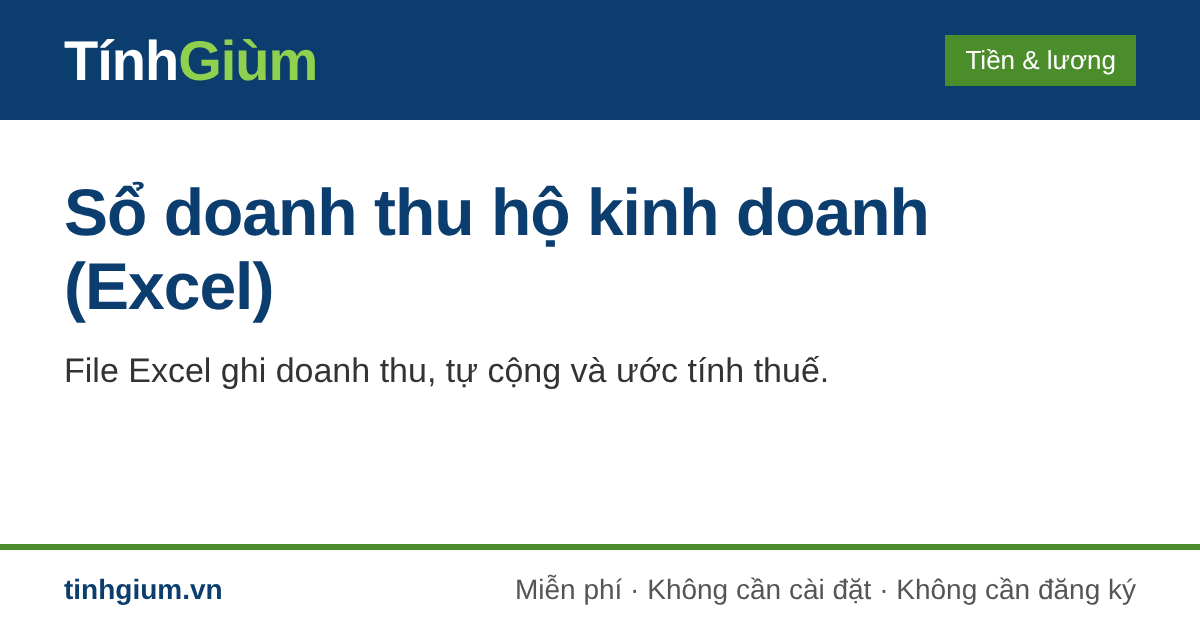 TínhGiùm
Tiền & lương
Sổ doanh thu hộ kinh doanh
(Excel)
File Excel ghi doanh thu, tự cộng và ước tính thuế.
tinhgium.vn
Miễn phí · Không cần cài đặt · Không cần đăng ký